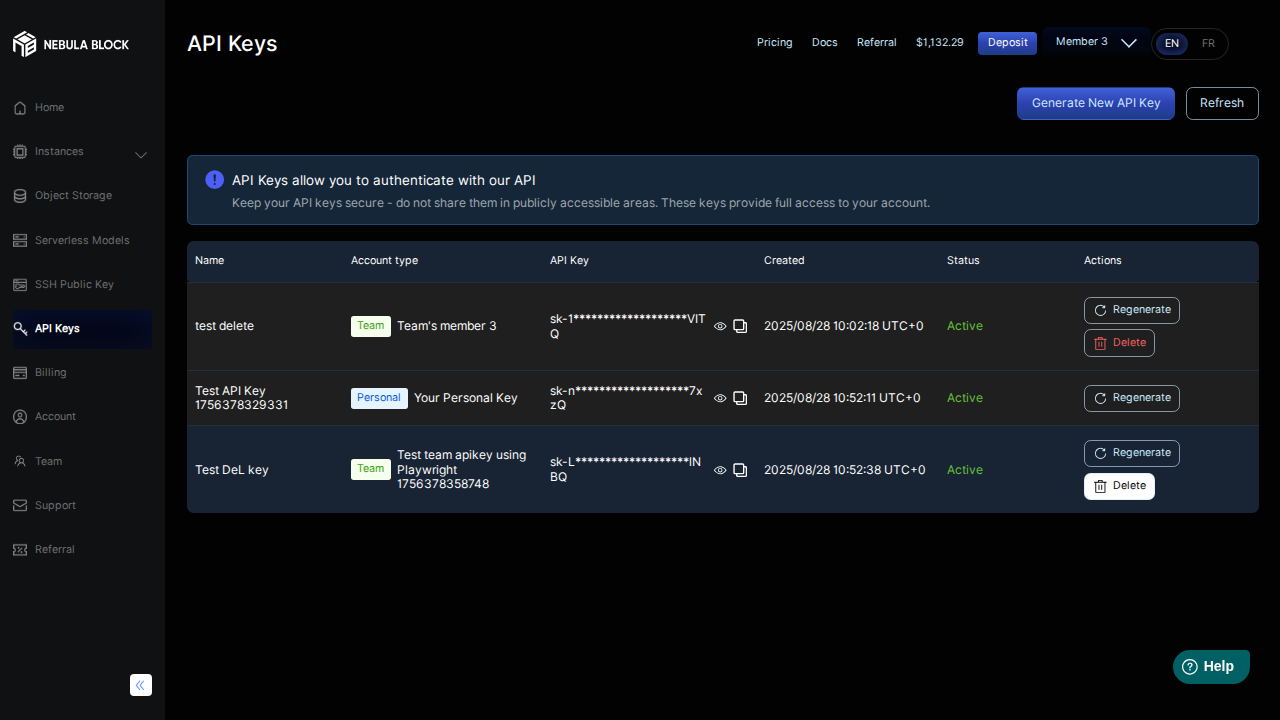 NEBULA BLOCK
API Keys
Pricing
Docs
Referral
$1,132.29
Deposit
Member 3
EN
FR
Home
Instances
Object Storage
Serverless Models
SSH Public Key
API Keys
Billing
Account
Team
Support
Referral
Generate New API Key
Refresh
API Keys allow you to authenticate with our API
Keep your API keys secure - do not share them in publicly accessible areas. These keys provide full access to your account.
Name
Account type
API Key
Created
Status
Actions
test delete
Team
Team's member 3
sk-1*******************VIT
Q
2025/08/28 10:02:18 UTC+0
Active
Regenerate
Delete
Test API Key
1756378329331
Personal
Your Personal Key
sk-n*******************7x
zQ
2025/08/28 10:52:11 UTC+0
Active
Regenerate
Test DeL key
Team
Test team apikey using
Playwright
1756378358748
sk-L*******************IN
BQ
2025/08/28 10:52:38 UTC+0
Active
Regenerate
Delete
Help